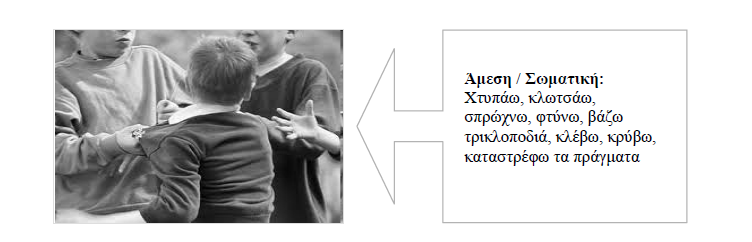 Άμεση / Σωματική:
Χτυπάω, κλωτσάω,
σπρώχνω, φτύνω, βάζω
τρικλοποδιά, κλέβω, κρύβω,
καταστρέφω τα πράγματα